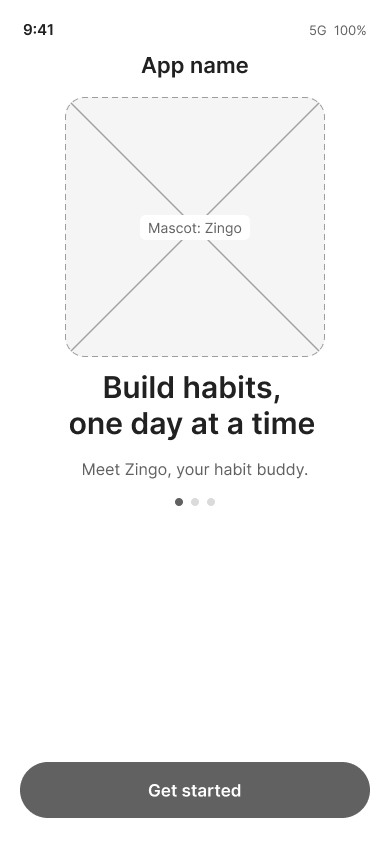 9:41
5G 100%
App name
Mascot: Zingo
Build habits,
one day at a time
Meet Zingo, your habit buddy.
Get started